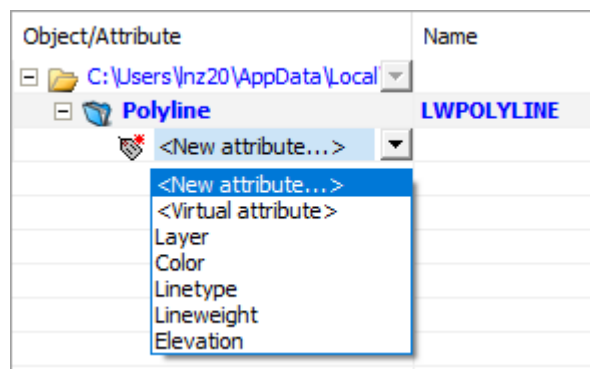 Object/Attribute Name
C:\Users\nz20\AppData\Local
Polyline LWPOLYLINE
<New attribute...>
<New attribute...>
<Virtual attribute>
Layer
Color
Linetype
Lineweight
Elevation